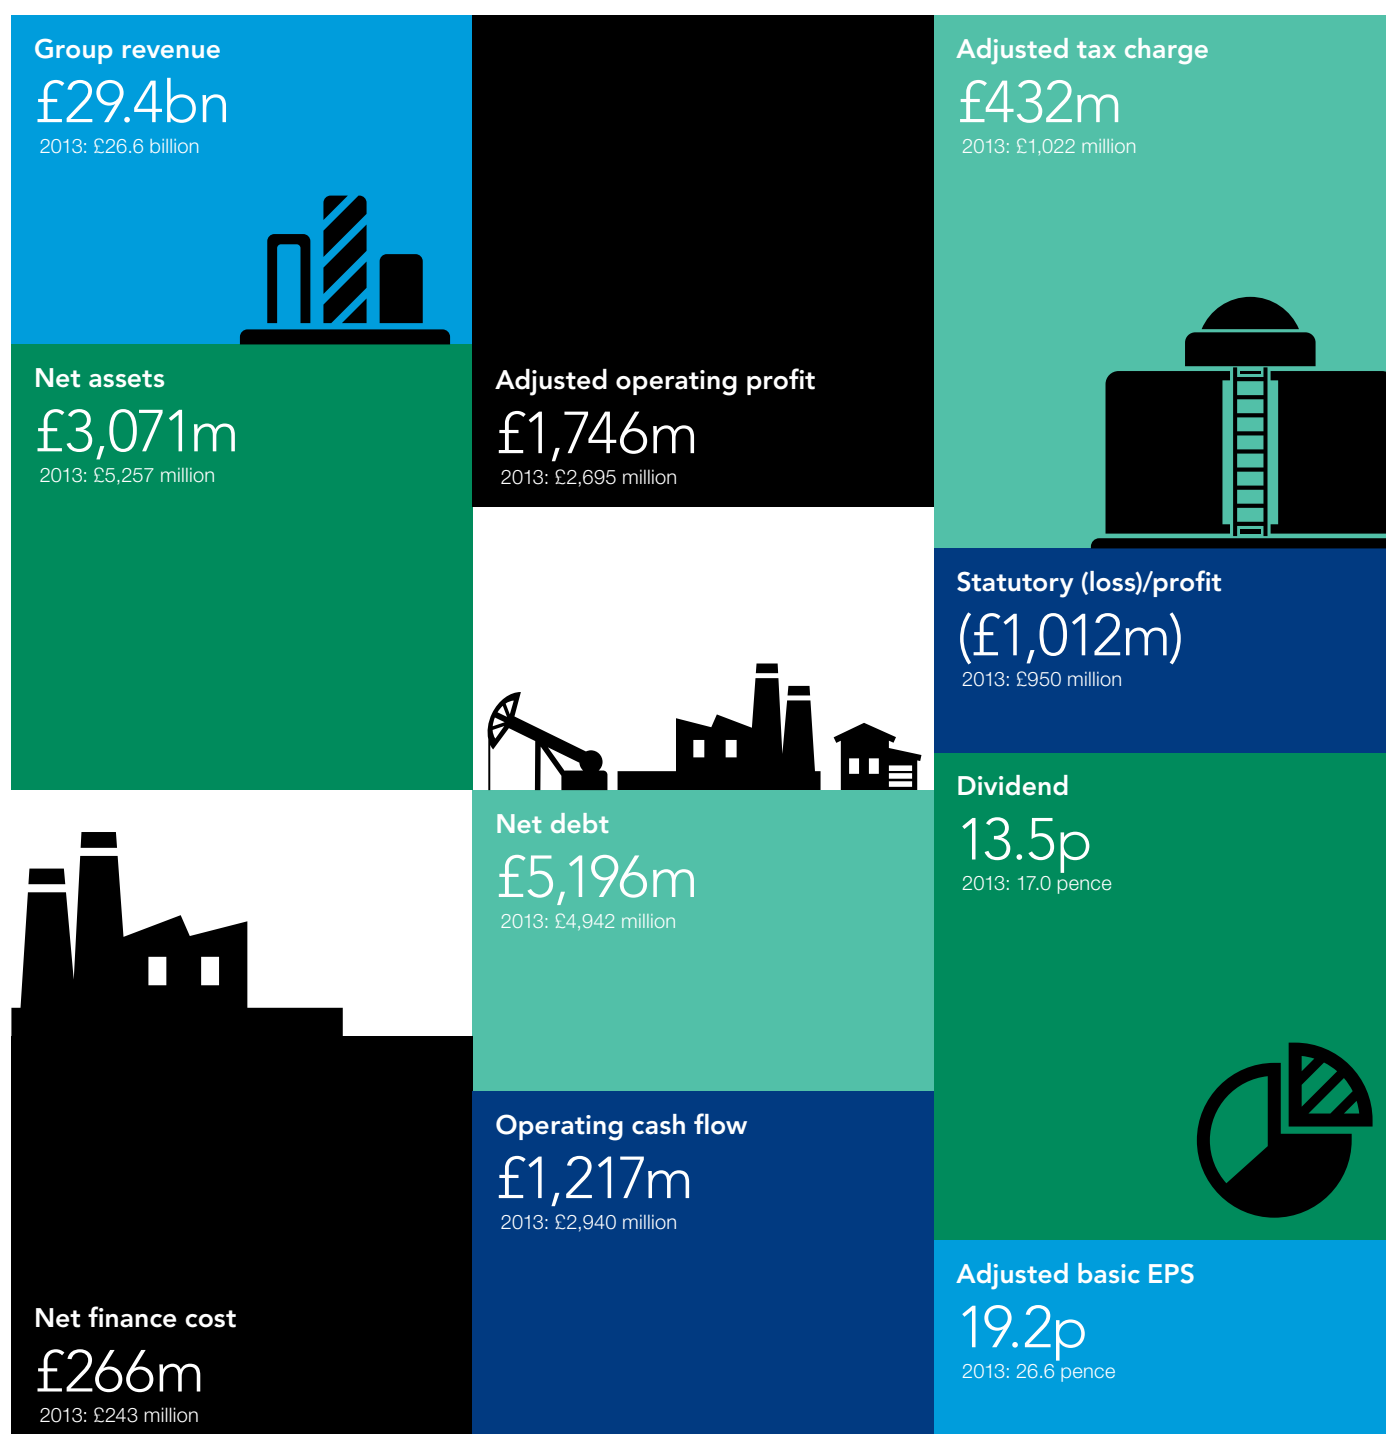 Group revenue
£29.4bn
2013: £26.6 billion
Net assets
£3,071m
2013: £5,257 million
Net finance cost
£266m
2013: £243 million
Adjusted operating profit
£1,746m
2013: £2,695 million
Net debt
£5,196m
2013: £4,942 million
Operating cash flow
£1,217m
2013: £2,940 million
Adjusted tax charge
£432m
2013: £1,022 million
Statutory (loss)/profit
(£1,012m)
2013: £950 million
Dividend
13.5p
2013: 17.0 pence
Adjusted basic EPS
19.2p
2013: 26.6 pence